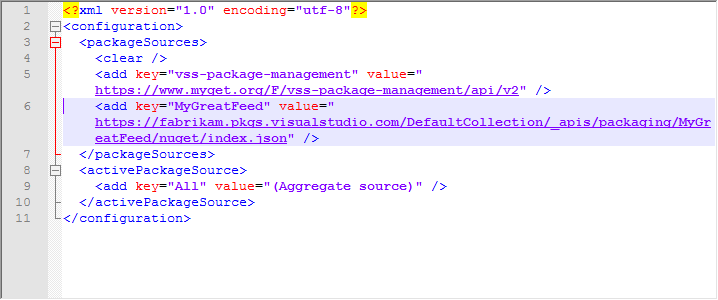 1 <?xml version="1.0" encoding="utf-8"?>
2 <configuration>
3 <packageSources>
4 <clear />
5 <add key="vss-package-management" value="
https://www.myget.org/F/vss-package-management/api/v2" />
6 <add key="MyGreatFeed" value="
https://fabrikam.pkgs.visualstudio.com/DefaultCollection/_apis/packaging/MyGr
eatFeed/nuget/index.json" />
7 </packageSources>
8 <activePackageSource>
9 <add key="All" value="(Aggregate source)" />
10 </activePackageSource>
11 </configuration>